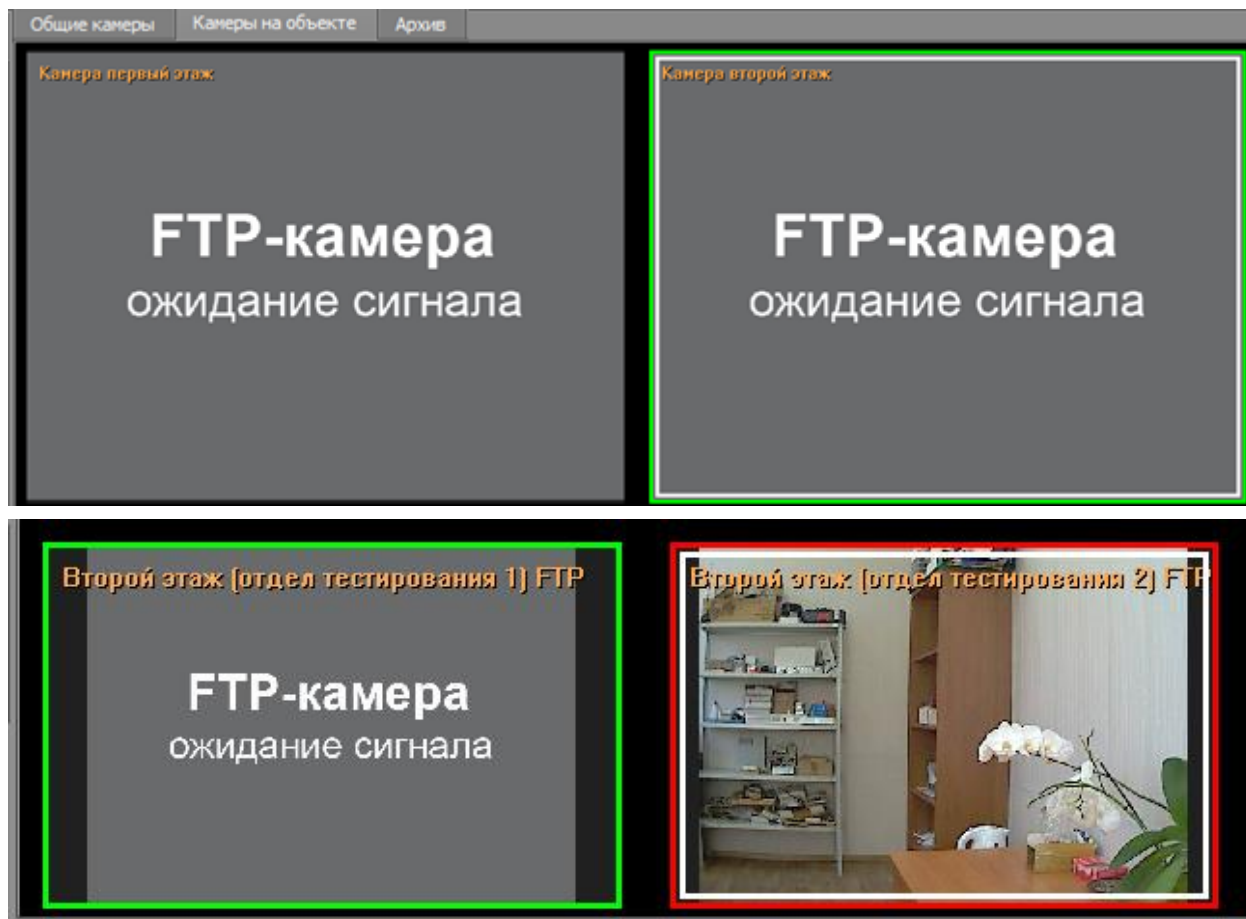 Общие камеры Камеры на объекте Архив
Камера первый этаж
Камера второй этаж
FTP-камера
ожидание сигнала
FTP-камера
ожидание сигнала
Второй этаж (отдел тестирования 1) FTP
Второй этаж (отдел тестирования 2) FTP
FTP-камера
ожидание сигнала